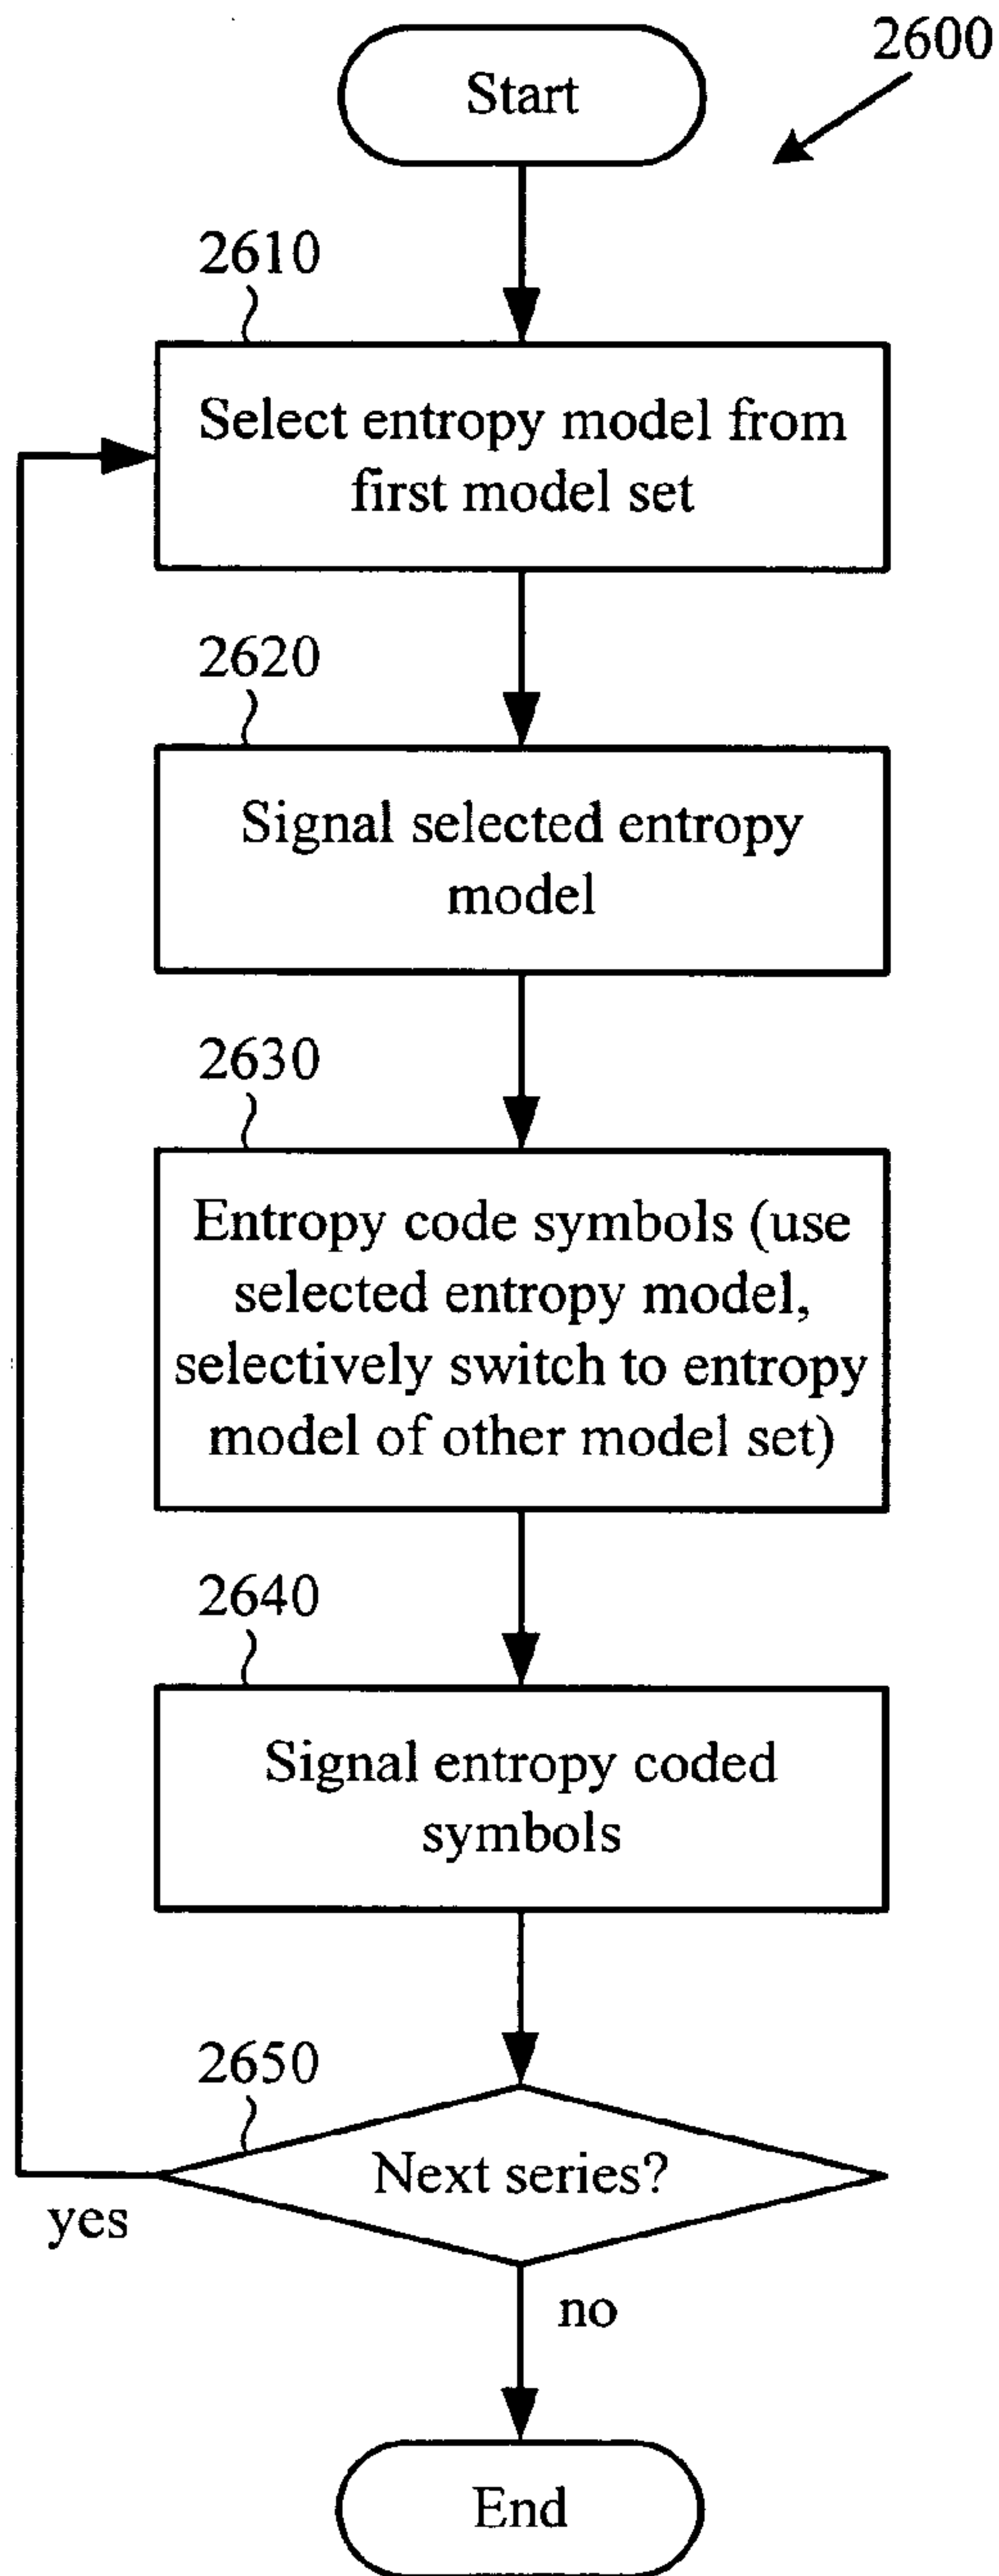 2600
Start
2610
Select entropy model from
first model set
2620
Signal selected entropy
model
2630
Entropy code symbols (use
selected entropy model,
selectively switch to entropy
model of other model set)
2640
Signal entropy coded
symbols
2650
Next series?
yes
no
End